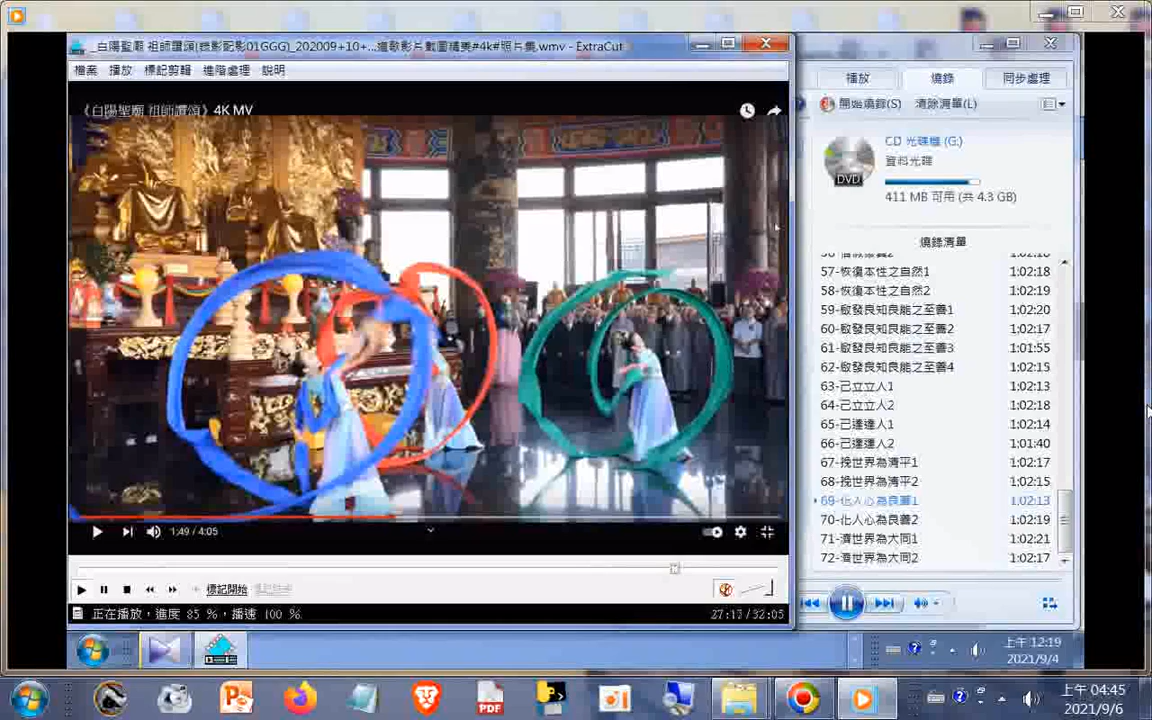 _白陽聖廟 祖師讚頌(錄影配影01GGG)_202009+10+...道歌影片截圖精美#4k#照片集.wmv - ExtraCut
檔案 播放 標記剪輯 進階處理 說明
《白陽聖廟 祖師讚頌》4K MV
1:49 / 4:05
標記開始
正在播放，進度 85 %，播速 100 %
27:13 / 32:05
播放 燒錄 同步處理
開始燒錄(S) 清除清單(L)
CD 光碟機 (G:)
資料光碟
DVD
411 MB 可用 (共 4.3 GB)
燒錄清單
57-恢復本性之自然1 1:02:18
58-恢復本性之自然2 1:02:19
59-啟發良知良能之至善1 1:02:20
60-啟發良知良能之至善2 1:02:17
61-啟發良知良能之至善3 1:01:55
62-啟發良知良能之至善4 1:02:15
63-己立立人1 1:02:13
64-己立立人2 1:02:18
65-己達達人1 1:02:14
66-己達達人2 1:01:40
67-挽世界為清平1 1:02:17
68-挽世界為清平2 1:02:15
69-化人心為良善1 1:02:13
70-化人心為良善2 1:02:19
71-濟世界為大同1 1:02:21
72-濟世界為大同2 1:02:17
上午 12:19
2021/9/4
PDF
上午 04:45
2021/9/6